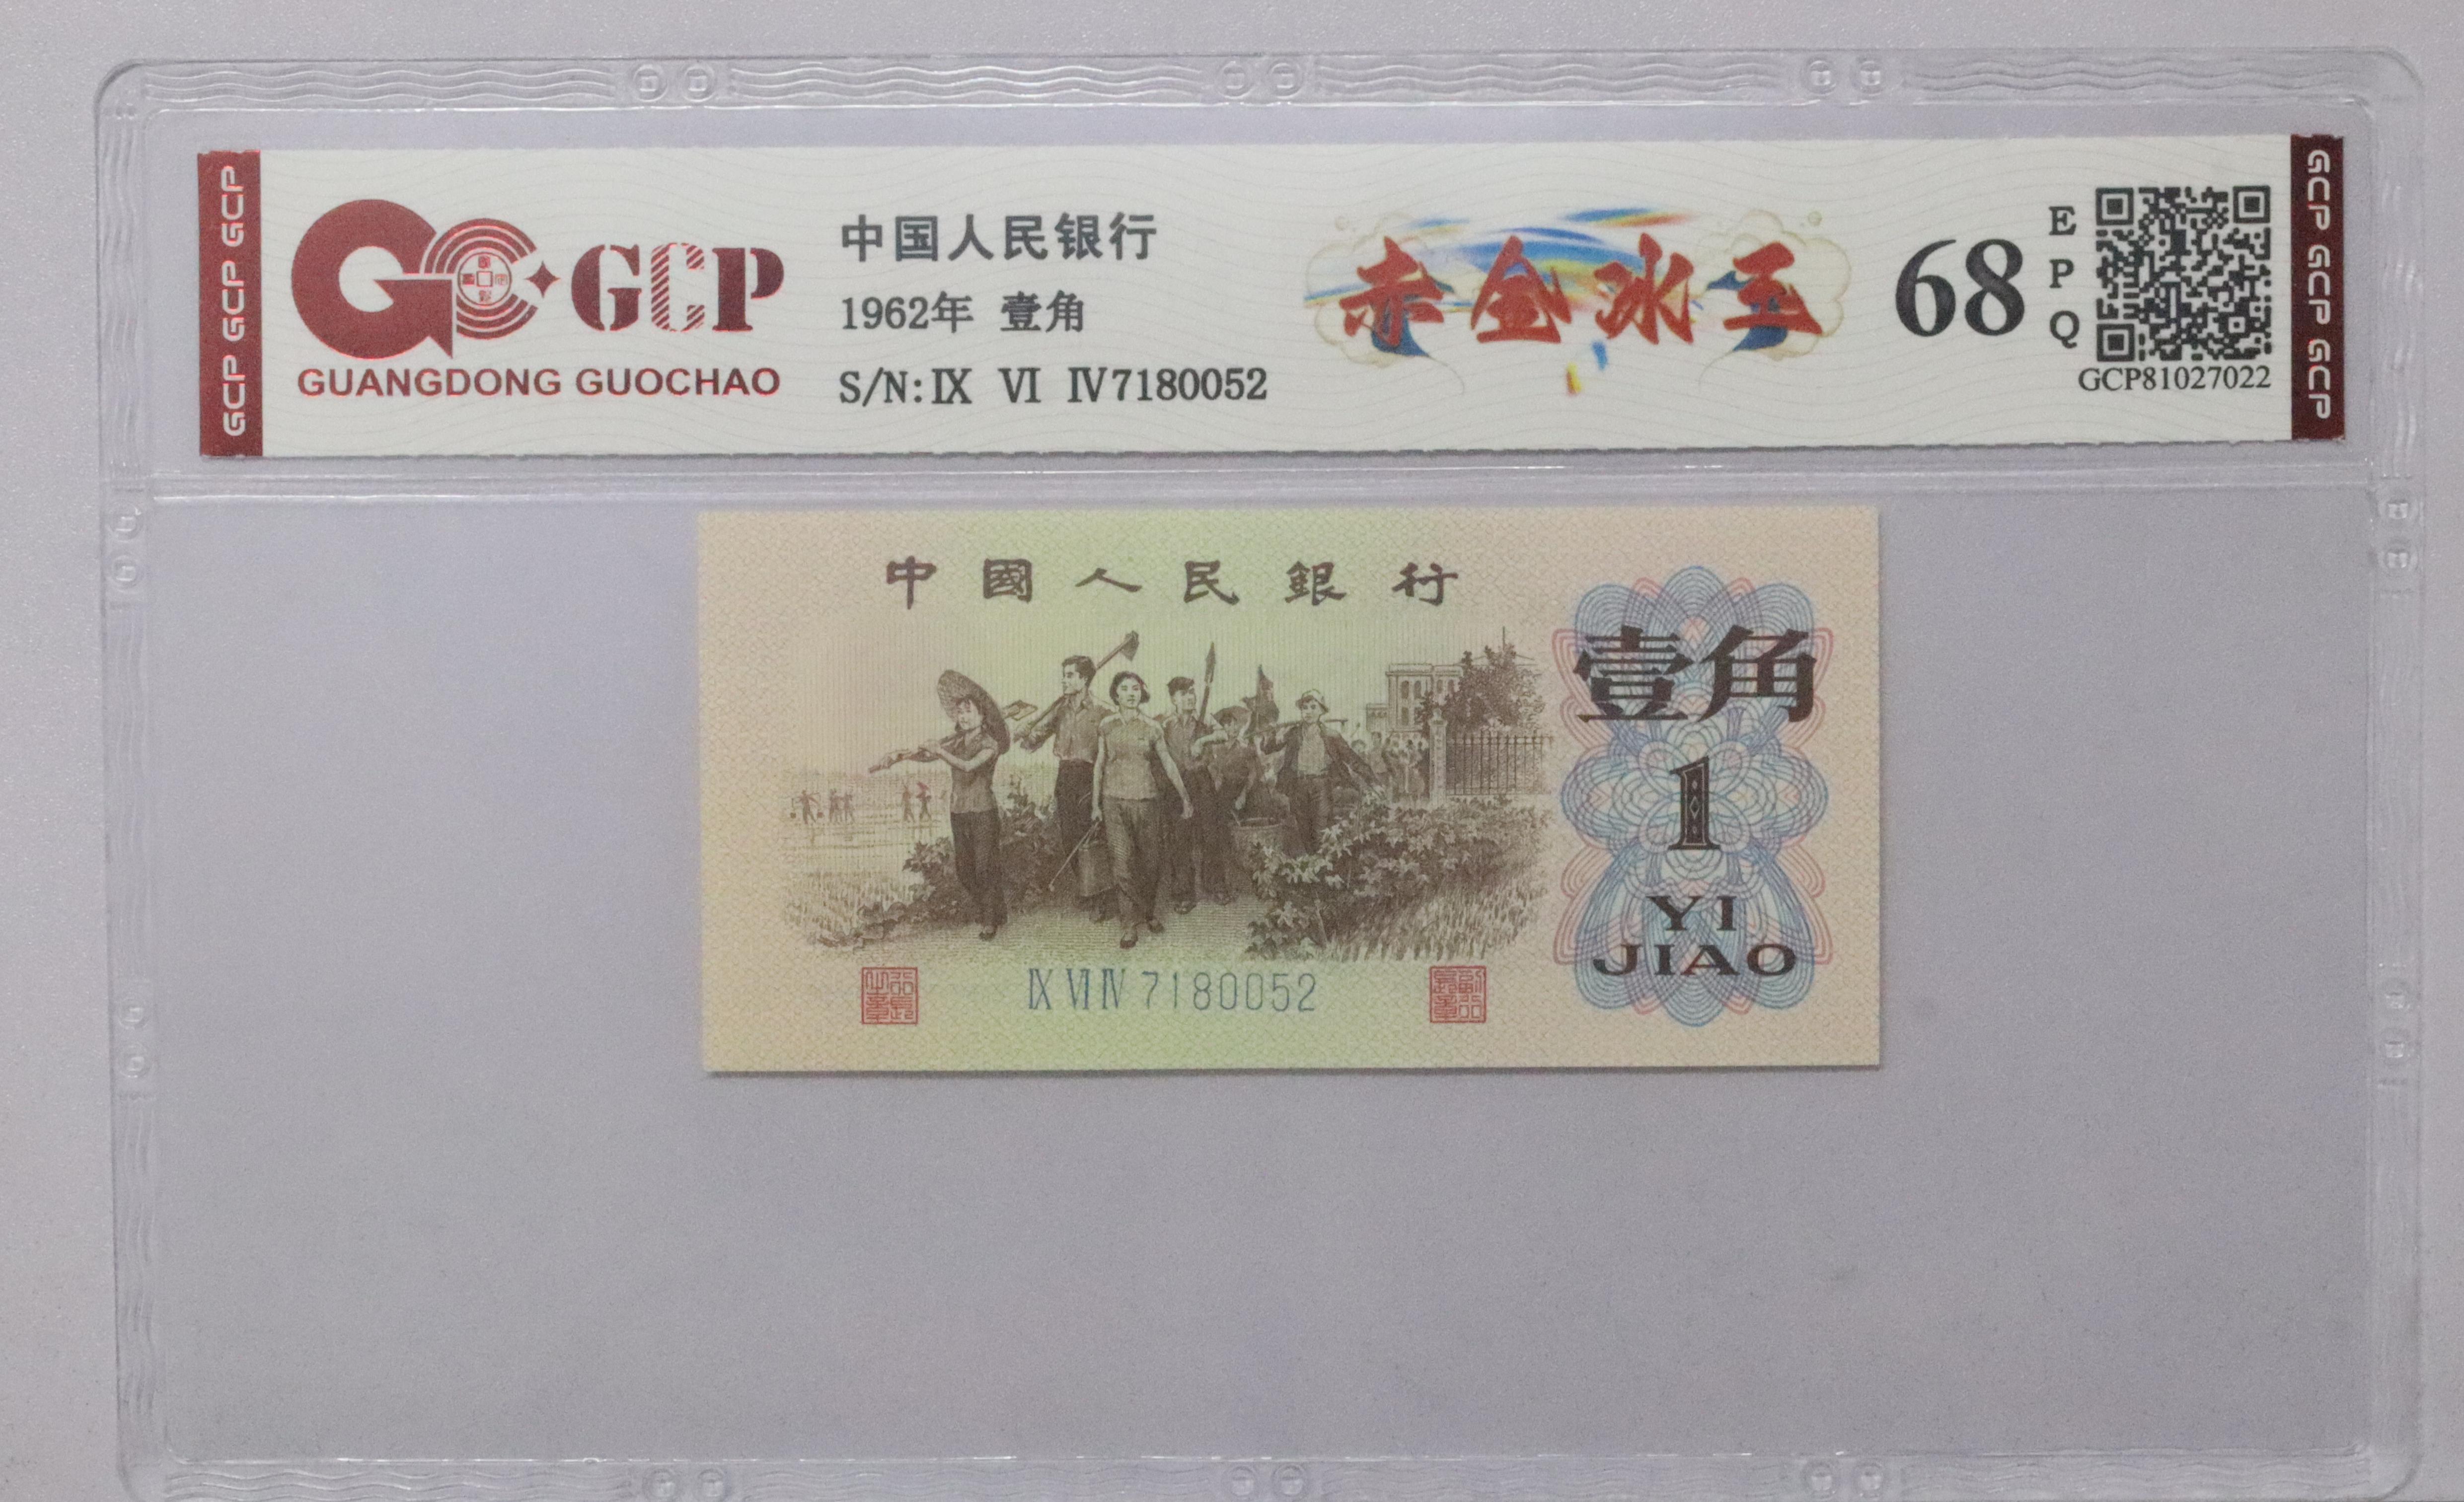 GCP GCP GCP
GCP
GUANGDONG GUOCHAO
中国人民银行
1962年 壹角
S/N:Ⅸ Ⅵ Ⅳ7180052
赤金冰王
68
EPQ
GCP81027022
GCP GCP GCP
中國人民銀行
壹角
1
YI
JIAO
Ⅸ Ⅵ Ⅳ 7180052